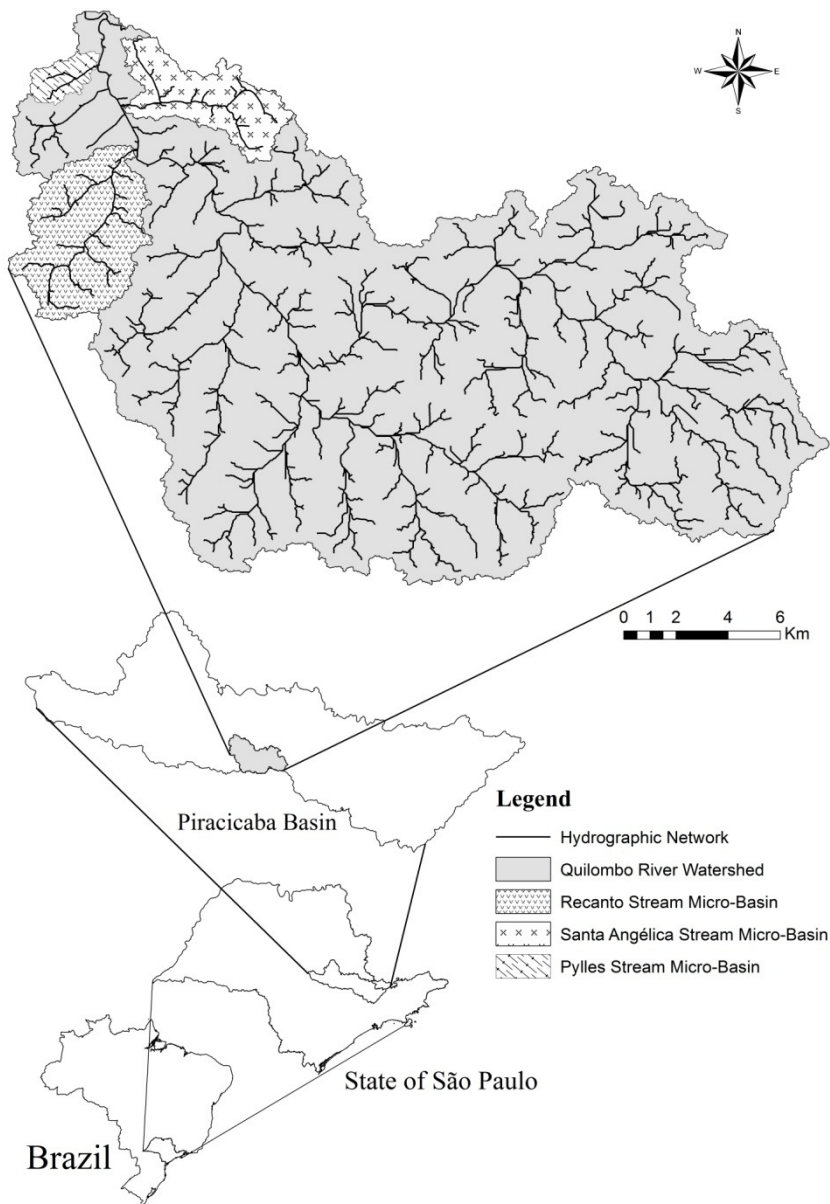 N
W E
S
0 1 2 4 6
Km
Piracicaba Basin
Legend
Hydrographic Network
Quilombo River Watershed
Recanto Stream Micro-Basin
Santa Angélica Stream Micro-Basin
Pylles Stream Micro-Basin
State of São Paulo
Brazil